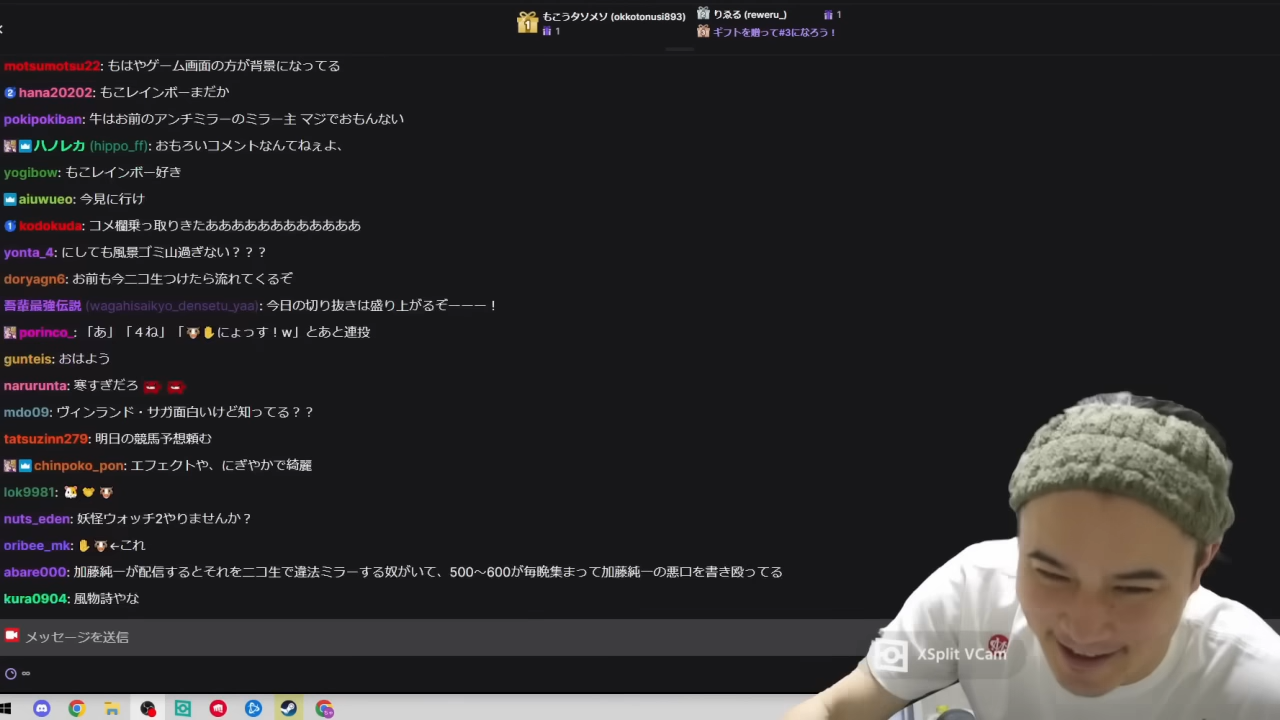 もこうタソメソ (okkotonusi893)
1
りゑる (reweru_) 1
ギフトを贈って#3になろう！
motsumotsu22: もはやゲーム画面の方が背景になってる
hana20202: もこレインボーまだか
pokipokiban: 牛はお前のアンチミラーのミラー主 マジでおもんない
ハノレカ (hippo_ff): おもろいコメントなんてねぇよ、
yogibow: もこレインボー好き
aiuwueo: 今見に行け
kodokuda: コメ欄乗っ取りきたああああああああああああ
yonta_4: にしても風景ゴミ山過ぎない？？？
doryagn6: お前も今ニコ生つけたら流れてくるぞ
吾輩最強伝説 (wagahisaikyo_densetu_yaa): 今日の切り抜きは盛り上がるぞーーー！
porinco_: 「あ」「４ね」「🐮✋にょっす！w」とあと連投
gunteis: おはよう
narurunta: 寒すぎだろ
mdo09: ヴィンランド・サガ面白いけど知ってる？？
tatsuzinn279: 明日の競馬予想頼む
chinpoko_pon: エフェクトや、にぎやかで綺麗
lok9981: 🐹 🤝 🐮
nuts_eden: 妖怪ウォッチ2やりませんか？
oribee_mk: ✋🐮←これ
abare000: 加藤純一が配信するとそれをニコ生で違法ミラーする奴がいて、500〜600が毎晩集まって加藤純一の悪口を書き殴ってる
kura0904: 風物詩やな
メッセージを送信
∞
XSplit VCam